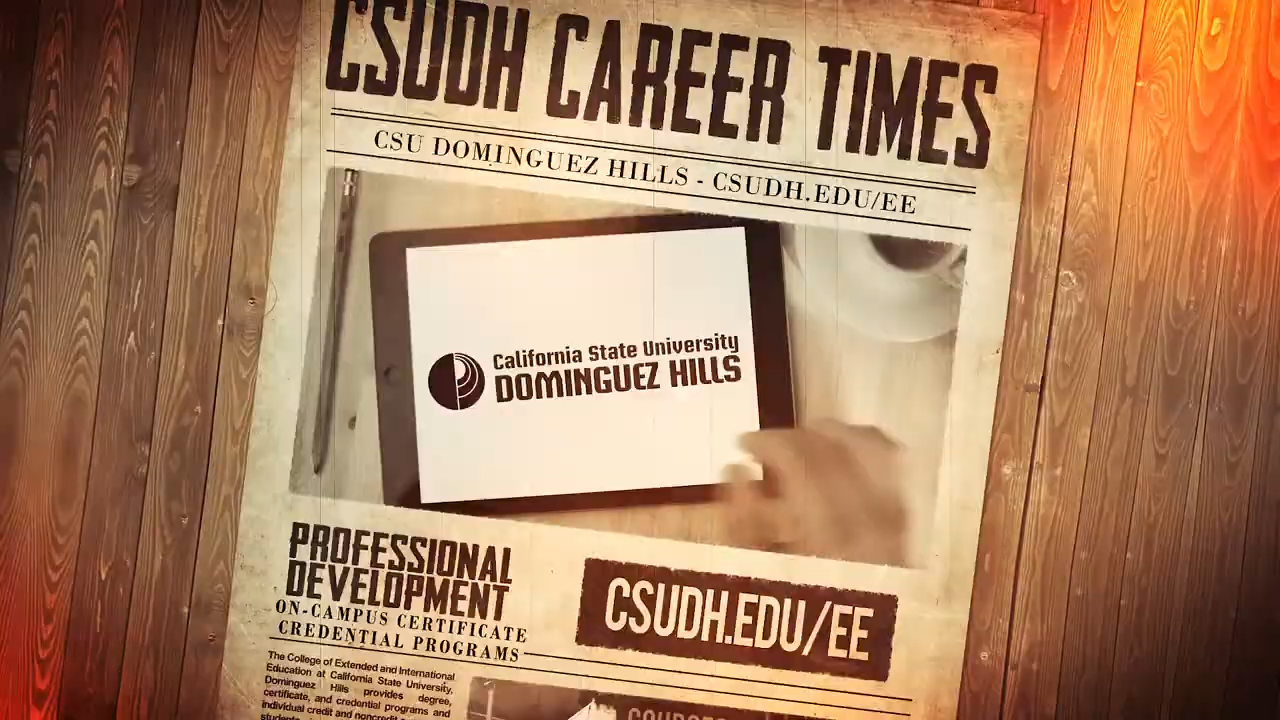 CSUDH CAREER TIMES
CSU DOMINGUEZ HILLS - CSUDH.EDU/EE
California State University
DOMINGUEZ HILLS
PROFESSIONAL
DEVELOPMENT
ON-CAMPUS CERTIFICATE
CREDENTIAL PROGRAMS
CSUDH.EDU/EE
The College of Extended and International
Education at California State University,
Dominguez Hills provides degree,
certificate, and credential programs and
individual credit and noncredit
students
COURSES